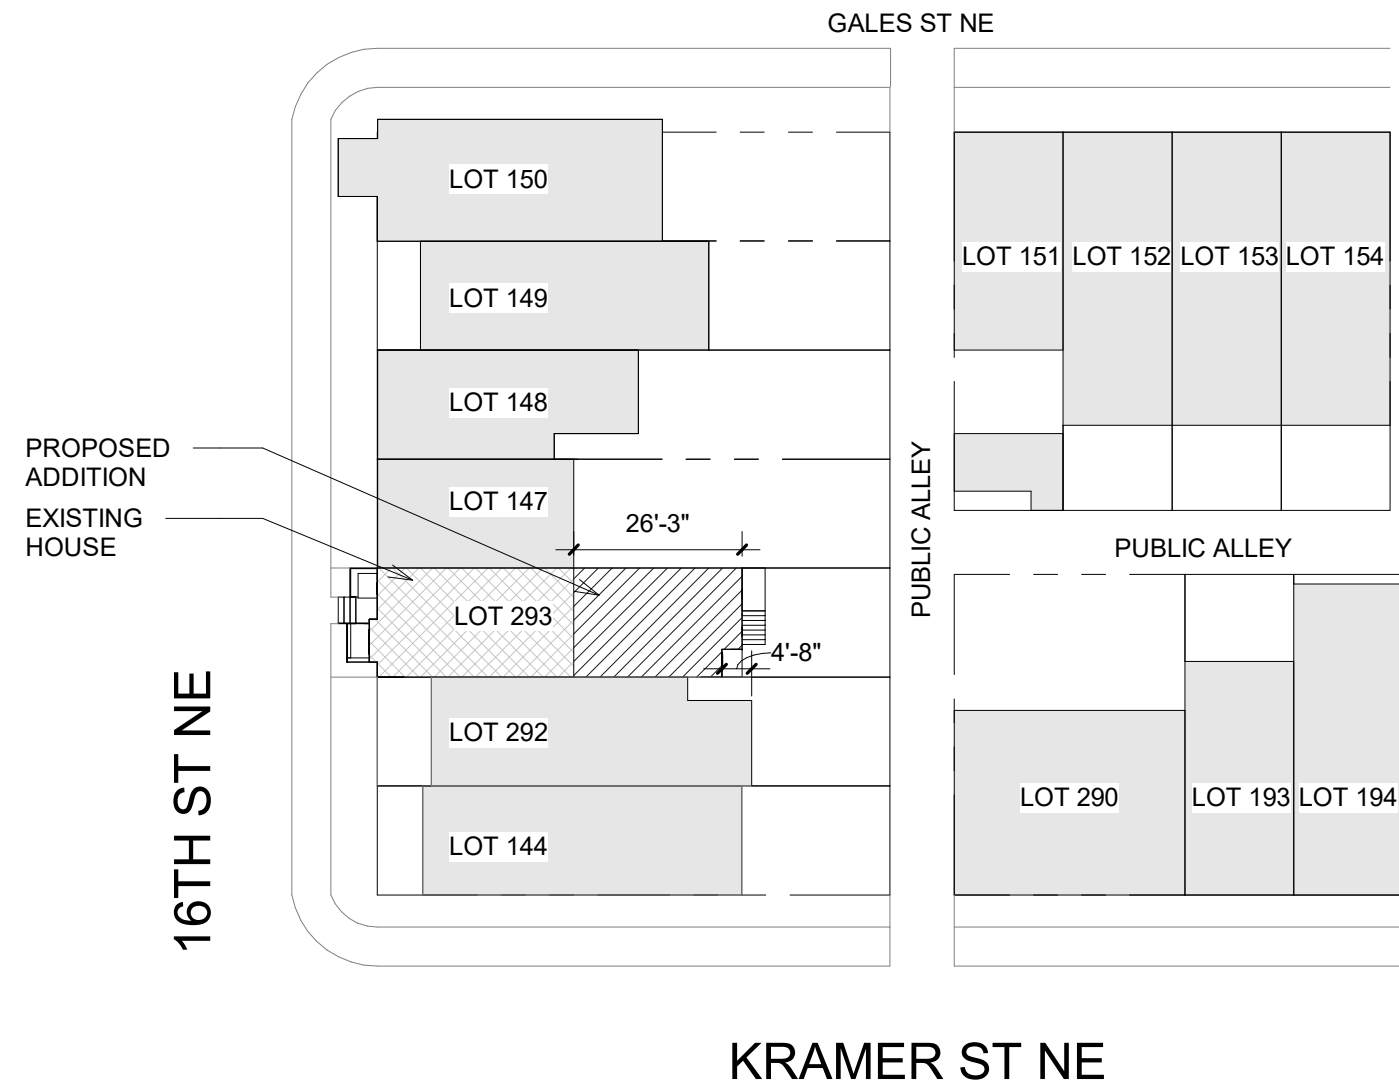 GALES ST NE
LOT 150
LOT 149
LOT 151
LOT 152
LOT 153
LOT 154
LOT 148
PROPOSED
ADDITION
EXISTING
HOUSE
LOT 147
26'-3"
PUBLIC ALLEY
PUBLIC ALLEY
LOT 293
4'-8"
LOT 292
LOT 144
LOT 290
LOT 193
LOT 194
16TH ST NE
KRAMER ST NE